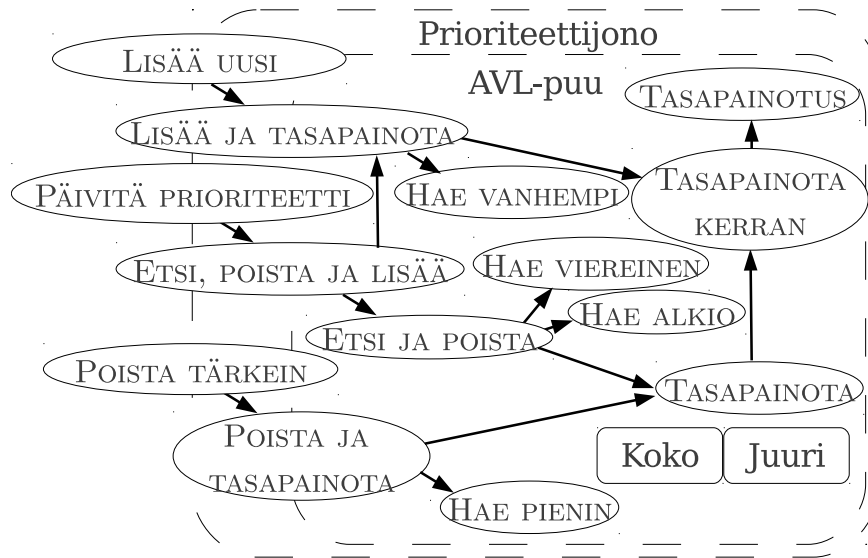 Prioriteettijono
LISÄÄ UUSI
AVL-puu
TASAPAINOTUS
LISÄÄ JA TASAPAINOTA
PÄIVITÄ PRIORITEETTI
HAE VANHEMPI
TASAPAINOTA
KERRAN
ETSI, POISTA JA LISÄÄ
HAE VIEREINEN
HAE ALKIO
ETSI JA POISTA
POISTA TÄRKEIN
TASAPAINOTA
POISTA JA
TASAPAINOTA
Koko
Juuri
HAE PIENIN